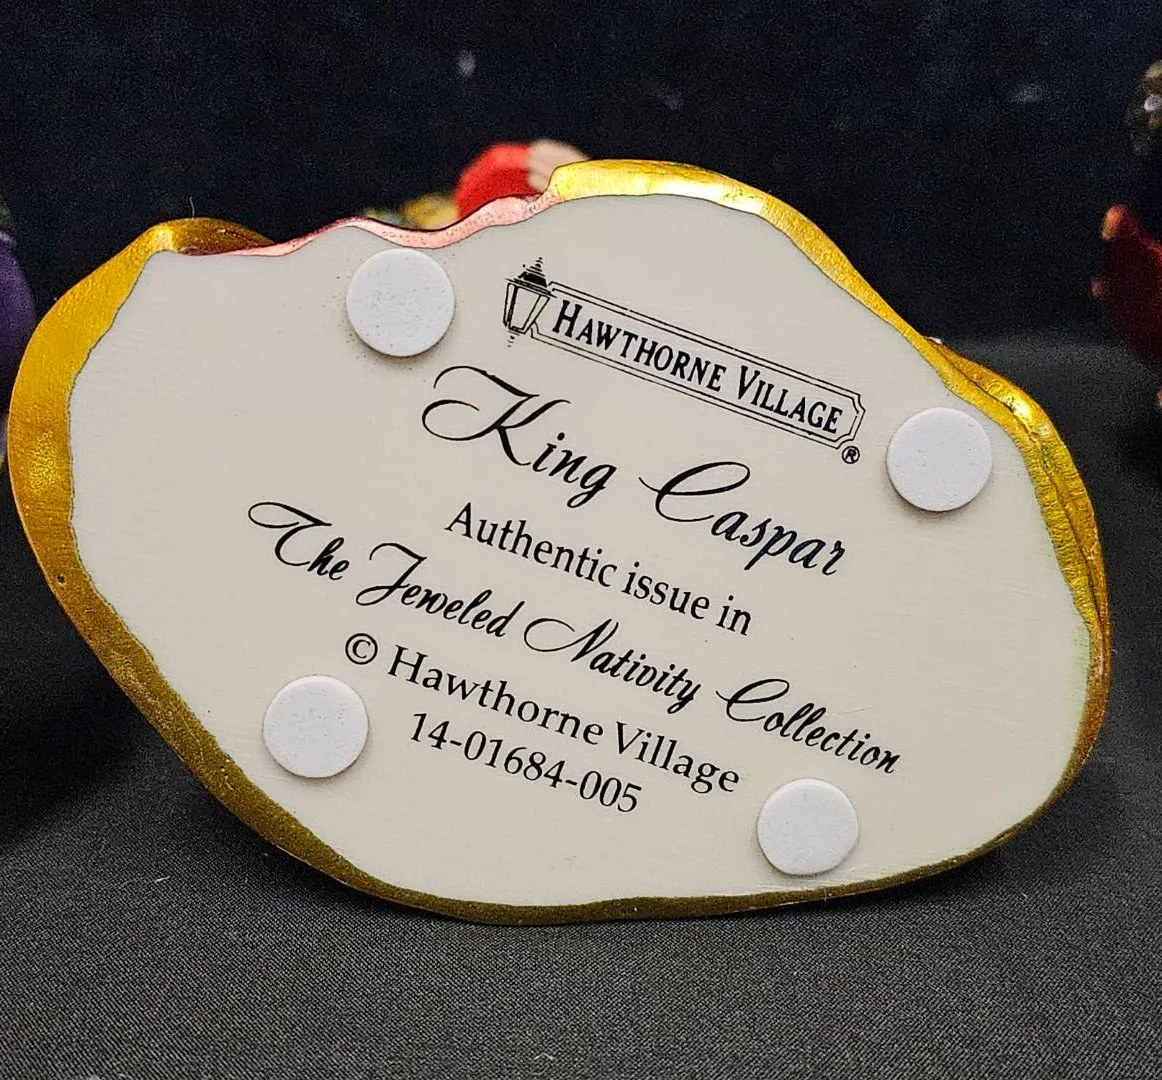 HAWTHORNE VILLAGE®
King Caspar
Authentic issue in
The Jeweled Nativity Collection
© Hawthorne Village
14-01684-005